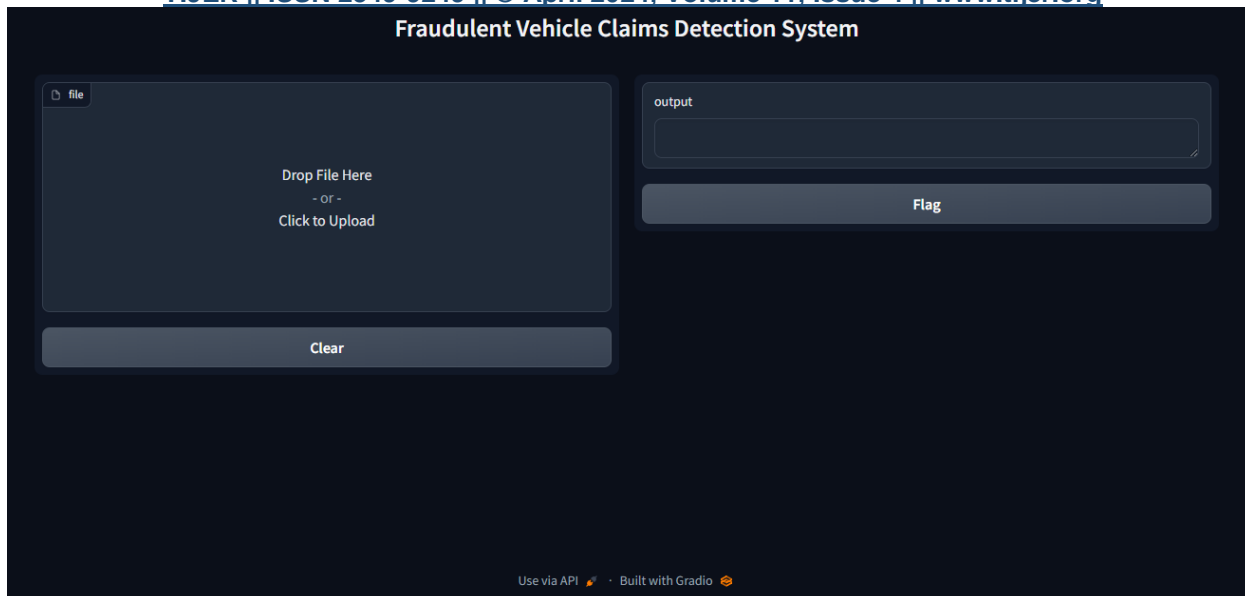 Fraudulent Vehicle Claims Detection System
file
Drop File Here
- or -
Click to Upload
Clear
output
Flag
Use via API · Built with Gradio